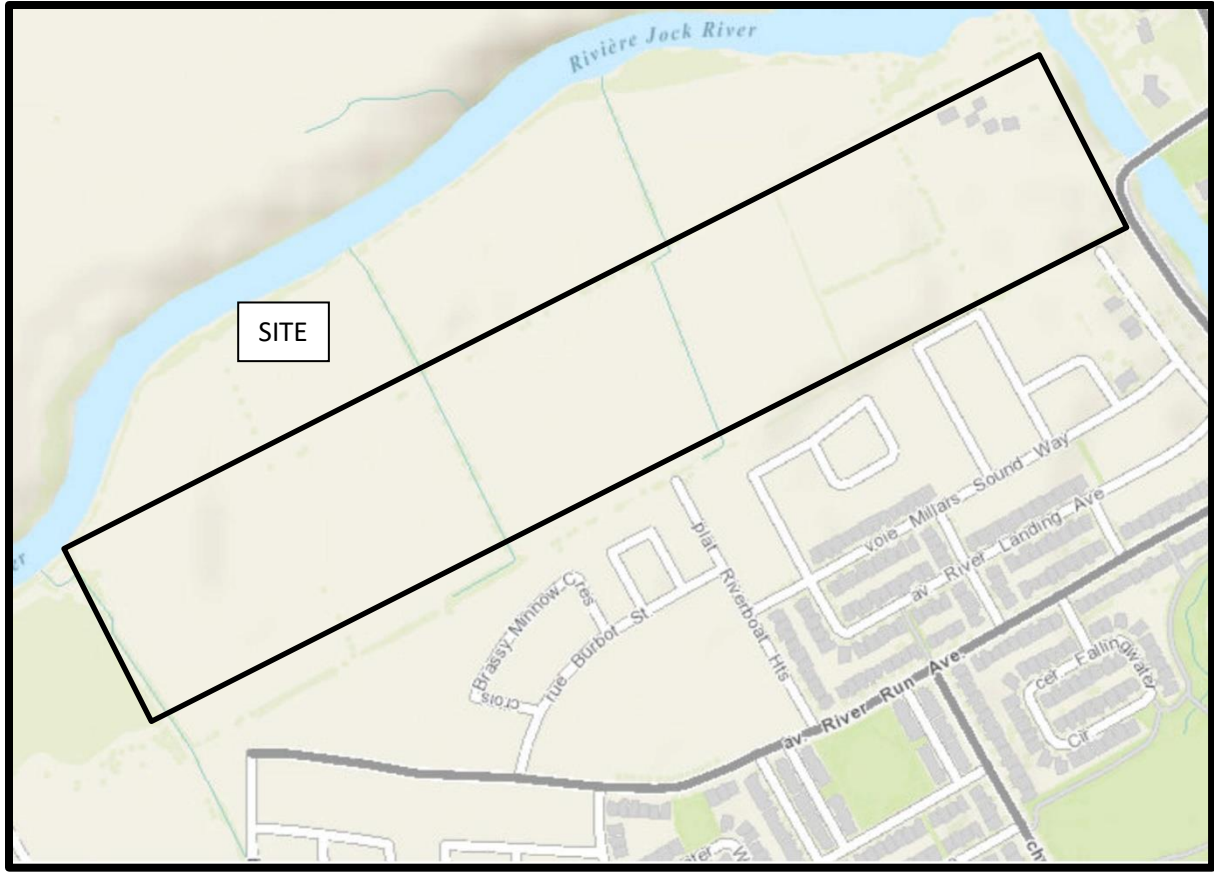 Rivière Jock River
SITE
voie Millars Sound Way
av River Landing Ave
plat Riverboat Hts
Brassy Minnow Cres
crois
rue Burbot St
av. River Run Ave.
cer Fallingwater
Cir